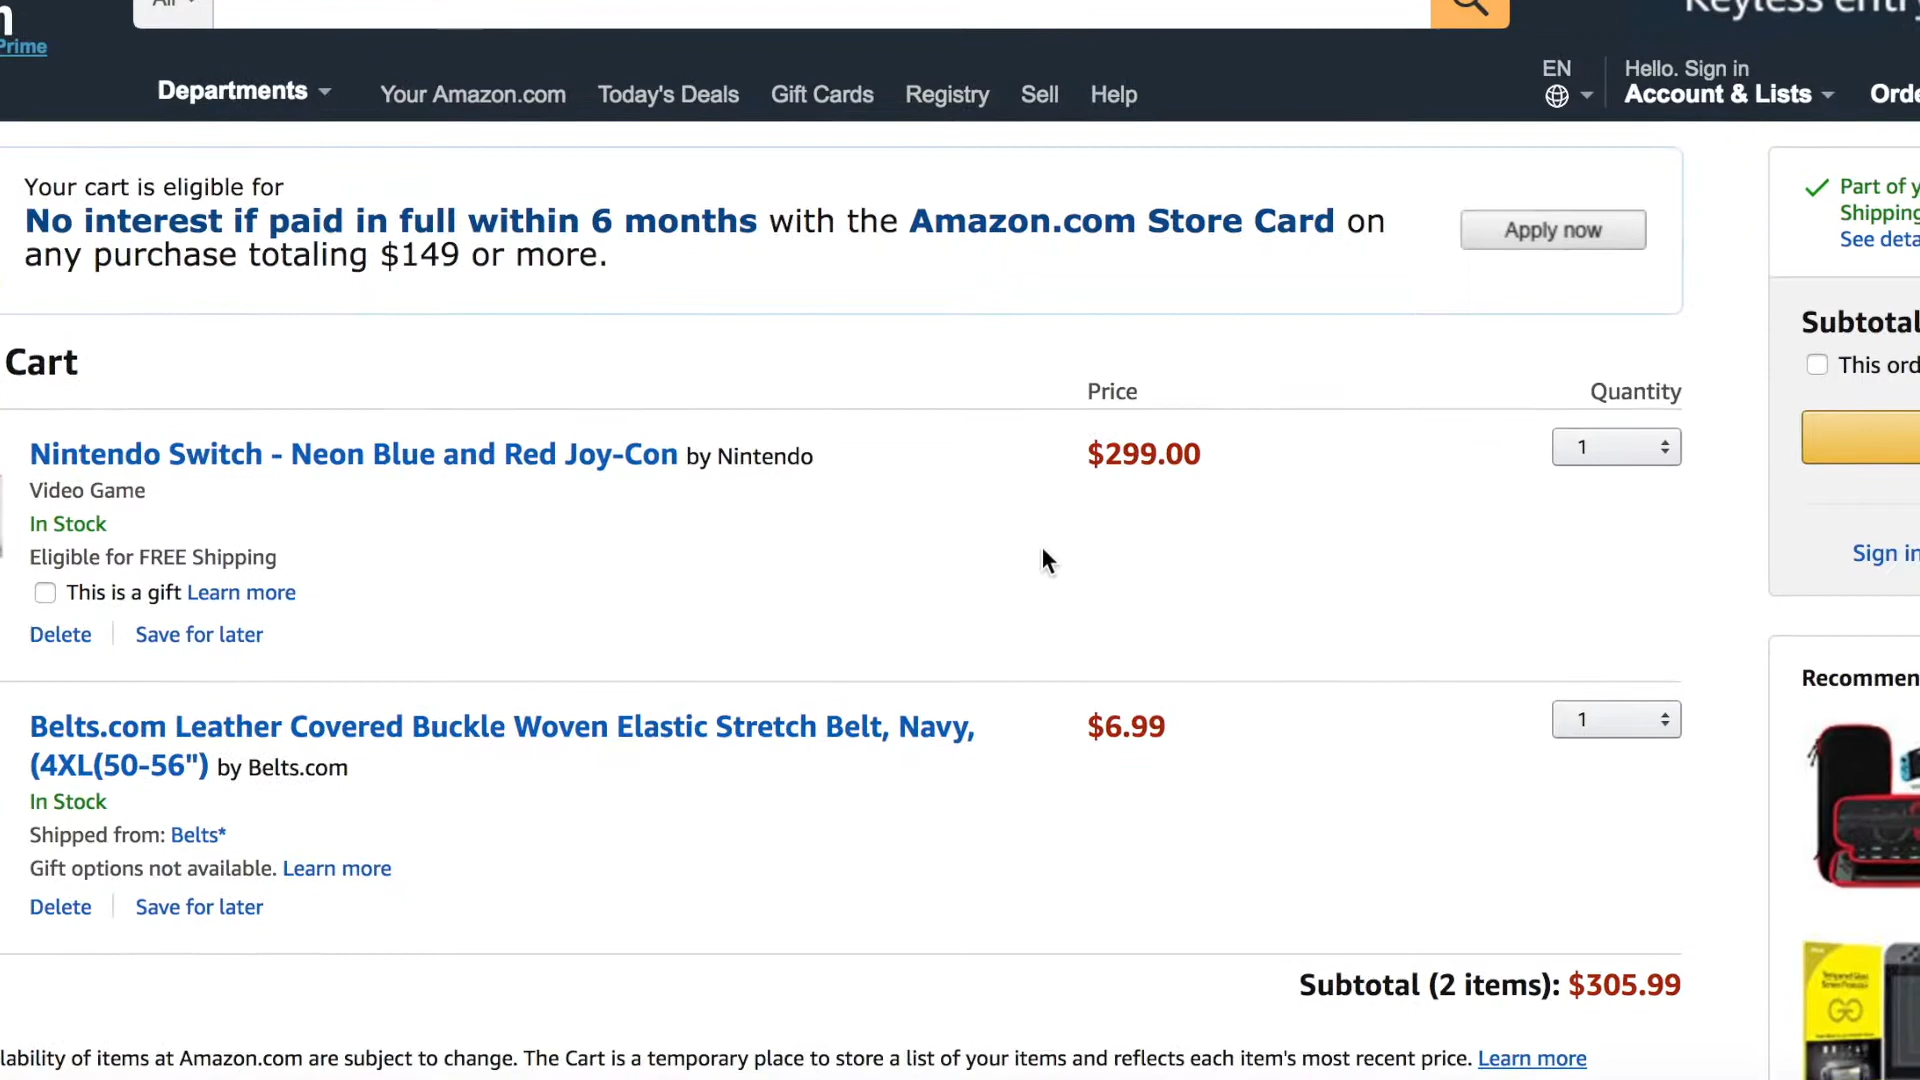 Prime
Departments
Your Amazon.com
Today's Deals
Gift Cards
Registry
Sell
Help
EN
Hello. Sign in
Account & Lists
Your cart is eligible for
No interest if paid in full within 6 months with the Amazon.com Store Card on
any purchase totaling $149 or more.
Apply now
Part of
Shipping
See
Subtotal
This
Sign
Cart
Price
Quantity
Nintendo Switch - Neon Blue and Red Joy-Con by Nintendo
$299.00
1
Video Game
In Stock
Eligible for FREE Shipping
This is a gift Learn more
Delete
Save for later
Belts.com Leather Covered Buckle Woven Elastic Stretch Belt, Navy,
(4XL(50-56") by Belts.com
$6.99
1
In Stock
Shipped from: Belts*
Gift options not available. Learn more
Delete
Save for later
Subtotal (2 items): $305.99
of items at Amazon.com are subject to change. The Cart is a temporary place to store a list of your items and reflects each item's most recent price. Learn more